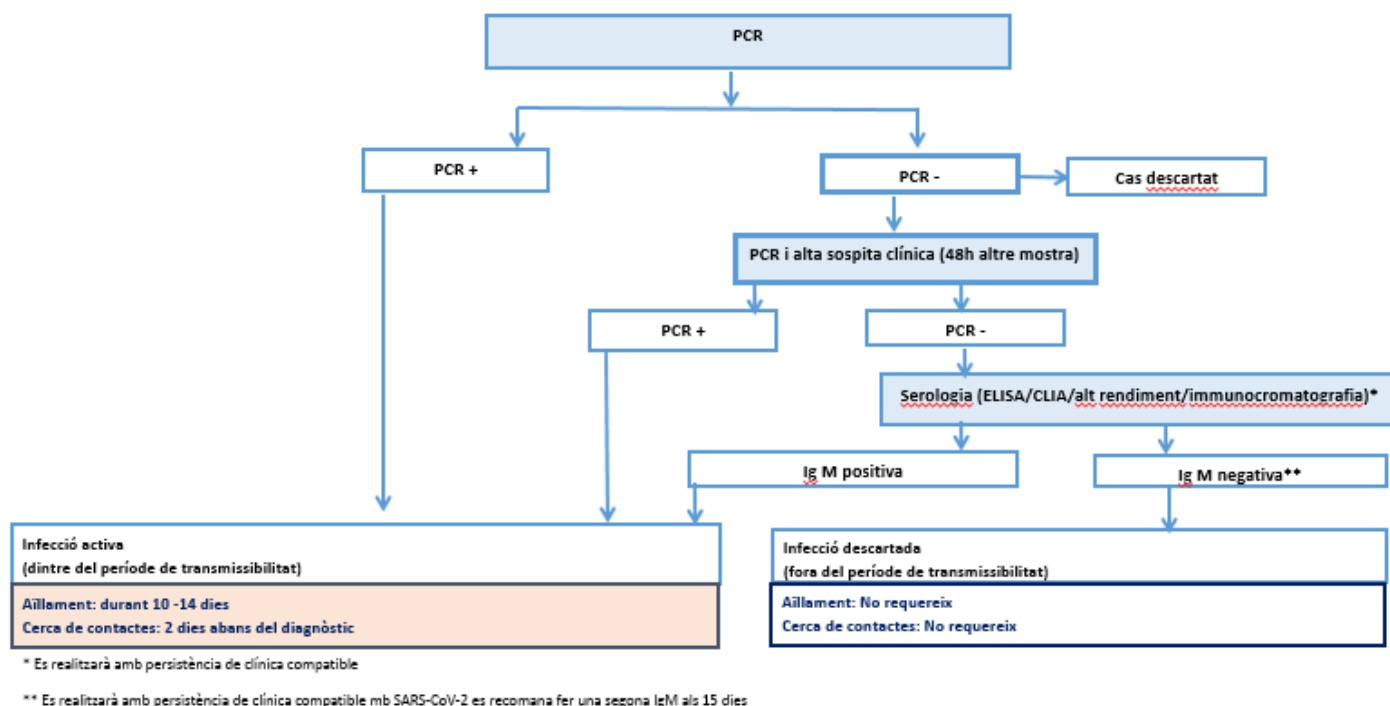 PCR
PCR +
PCR -
Cas descartat
PCR i alta sospita clínica (48h altre mostra)
PCR +
PCR -
Serologia (ELISA/CLIA/alt rendiment/immunocromatografia)*
Ig M positiva
Ig M negativa**
Infecció activa
(dintre del període de transmissibilitat)
Aïllament: durant 10 -14 dies
Cerca de contactes: 2 dies abans del diagnòstic
Infecció descartada
(fora del període de transmissibilitat)
Aïllament: No requereix
Cerca de contactes: No requereix
* Es realitzarà amb persistència de clínica compatible
** Es realitzarà amb persistència de clínica compatible mb SARS-CoV-2 es recomana fer una segona IgM als 15 dies